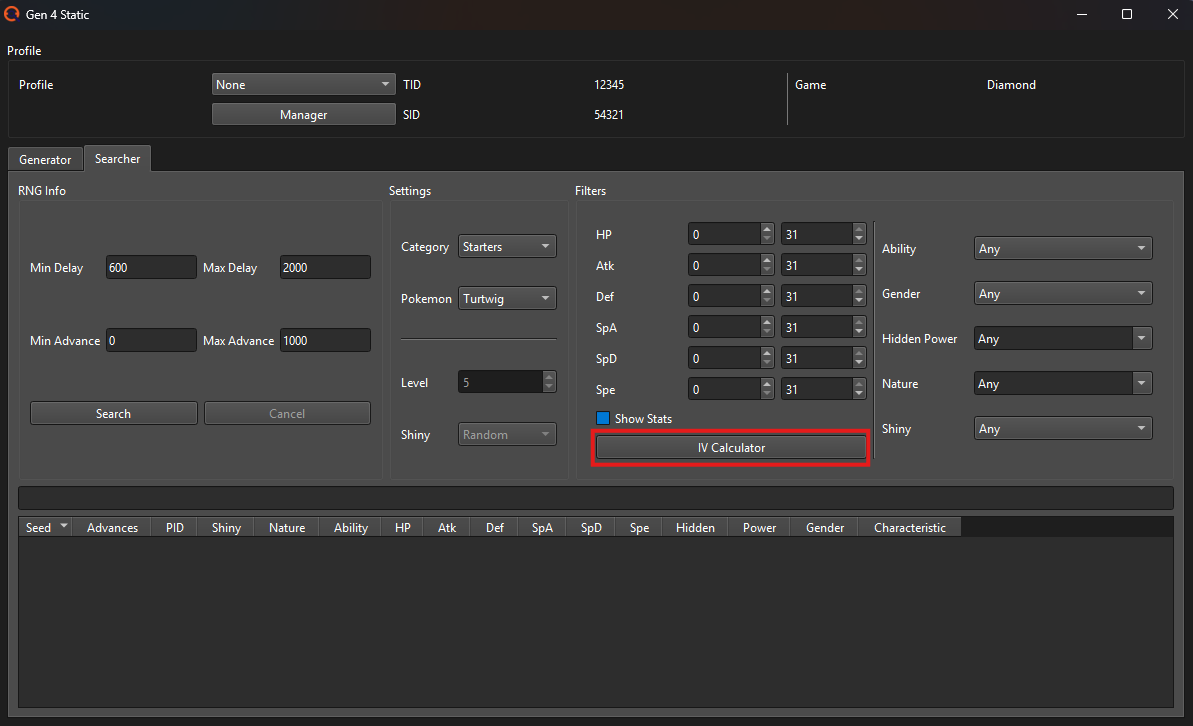 Gen 4 Static
Profile
Profile None TID 12345 Game Diamond
Manager SID 54321
Generator Searcher
RNG Info Settings Filters
Min Delay 600 Max Delay 2000
Min Advance 0 Max Advance 1000
Search Cancel
Category Starters
Pokemon Turtwig
Level 5
Shiny Random
HP 0 31
Atk 0 31
Def 0 31
SpA 0 31
SpD 0 31
Spe 0 31
Show Stats
IV Calculator
Ability Any
Gender Any
Hidden Power Any
Nature Any
Shiny Any
Seed Advances PID Shiny Nature Ability HP Atk Def SpA SpD Spe Hidden Power Gender Characteristic